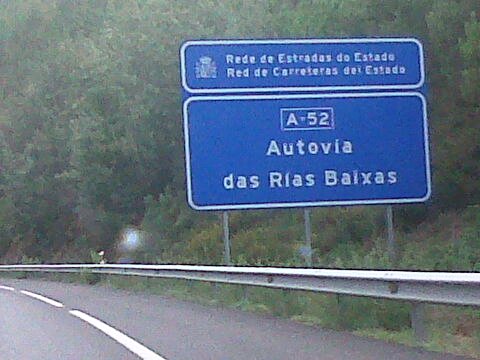 Rede de Estradas do Estado
Red de Carreteras del Estado
A-52
Autovía
das Rías Baixas